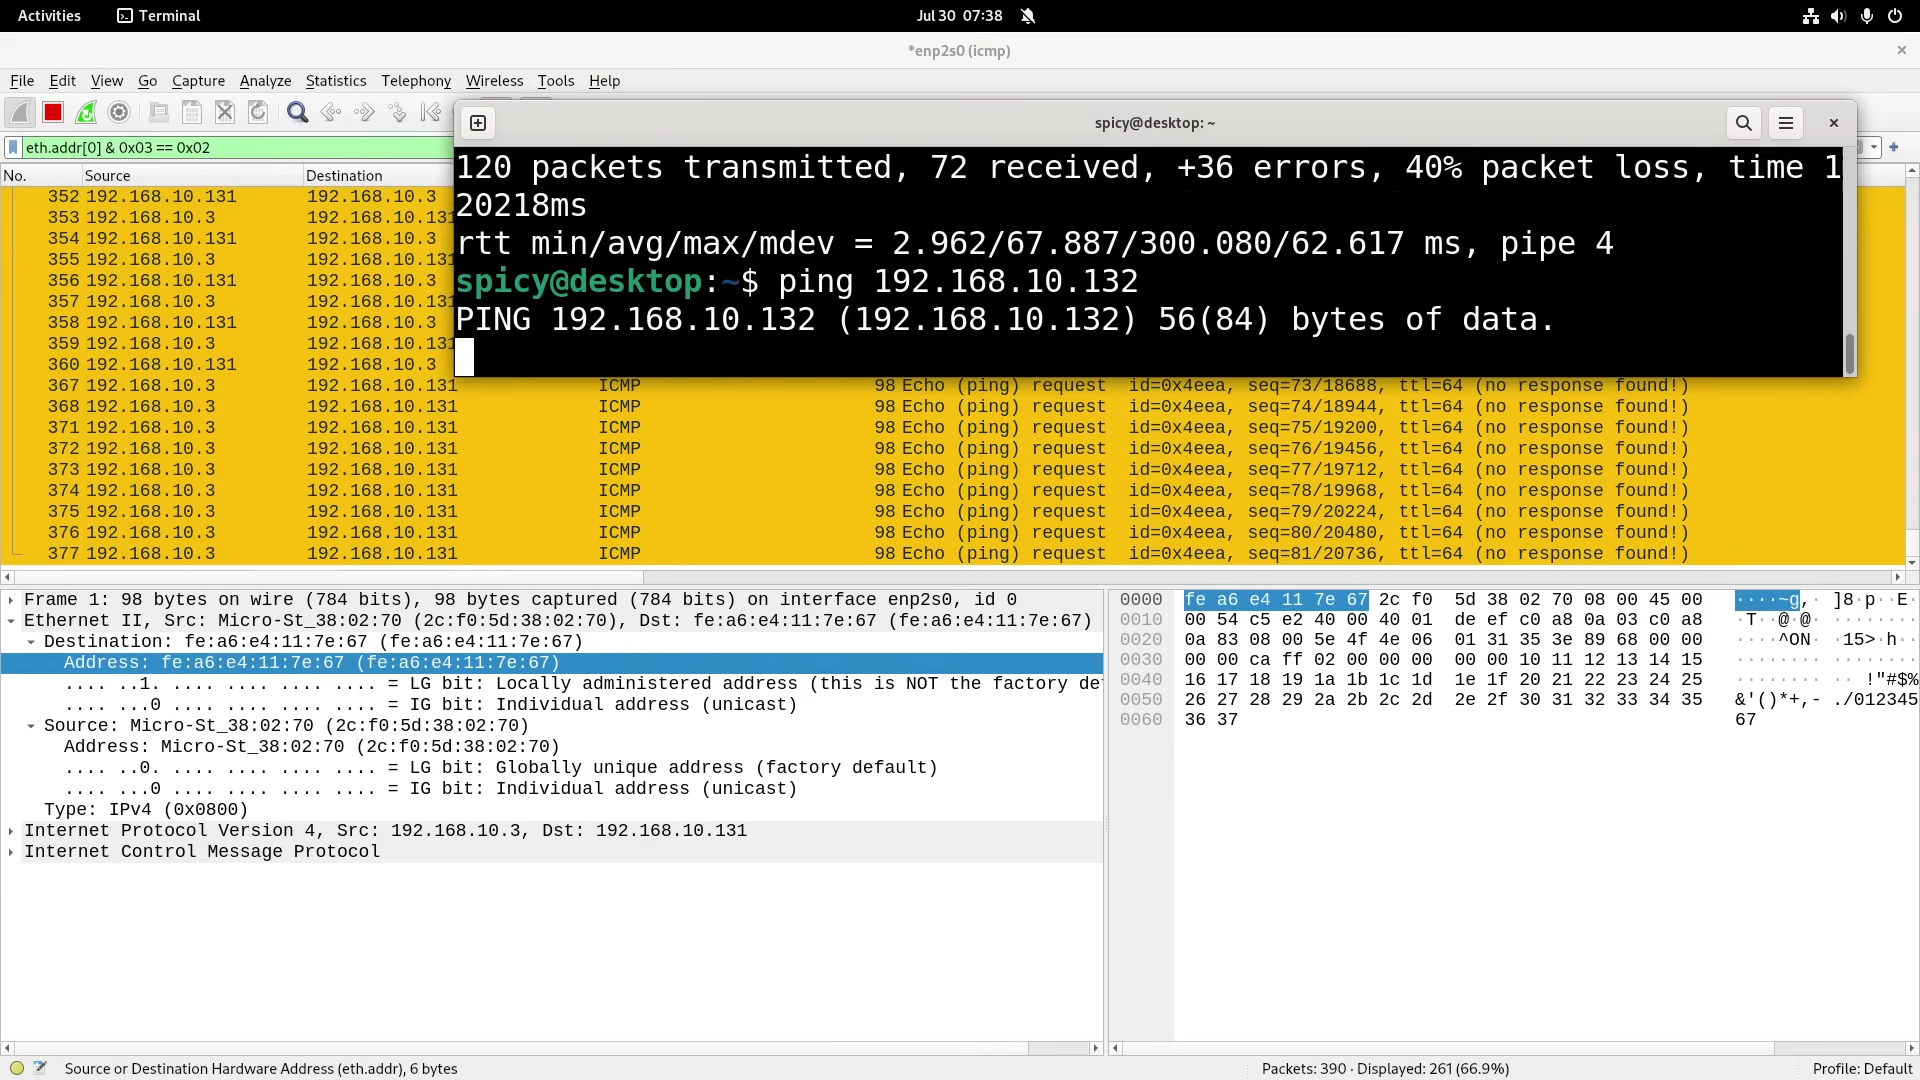 Activities
Terminal
Jul 30 07:38
*enp2s0 (icmp)
File Edit View Go Capture Analyze Statistics Telephony Wireless Tools Help
eth.addr[0] & 0x03 == 0x02
spicy@desktop: ~
120 packets transmitted, 72 received, +36 errors, 40% packet loss, time 1
20218ms
rtt min/avg/max/mdev = 2.962/67.887/300.080/62.617 ms, pipe 4
spicy@desktop:~$ ping 192.168.10.132
PING 192.168.10.132 (192.168.10.132) 56(84) bytes of data.
No. Source Destination
352 192.168.10.131 192.168.10.3
353 192.168.10.3 192.168.10.131
354 192.168.10.131 192.168.10.3
355 192.168.10.3 192.168.10.131
356 192.168.10.131 192.168.10.3
357 192.168.10.3 192.168.10.131
358 192.168.10.131 192.168.10.3
359 192.168.10.3 192.168.10.131
360 192.168.10.131 192.168.10.3
367 192.168.10.3 192.168.10.131 ICMP 98 Echo (ping) request id=0x4eea, seq=73/18688, ttl=64 (no response found!)
368 192.168.10.3 192.168.10.131 ICMP 98 Echo (ping) request id=0x4eea, seq=74/18944, ttl=64 (no response found!)
371 192.168.10.3 192.168.10.131 ICMP 98 Echo (ping) request id=0x4eea, seq=75/19200, ttl=64 (no response found!)
372 192.168.10.3 192.168.10.131 ICMP 98 Echo (ping) request id=0x4eea, seq=76/19456, ttl=64 (no response found!)
373 192.168.10.3 192.168.10.131 ICMP 98 Echo (ping) request id=0x4eea, seq=77/19712, ttl=64 (no response found!)
374 192.168.10.3 192.168.10.131 ICMP 98 Echo (ping) request id=0x4eea, seq=78/19968, ttl=64 (no response found!)
375 192.168.10.3 192.168.10.131 ICMP 98 Echo (ping) request id=0x4eea, seq=79/20224, ttl=64 (no response found!)
376 192.168.10.3 192.168.10.131 ICMP 98 Echo (ping) request id=0x4eea, seq=80/20480, ttl=64 (no response found!)
377 192.168.10.3 192.168.10.131 ICMP 98 Echo (ping) request id=0x4eea, seq=81/20736, ttl=64 (no response found!)
Frame 1: 98 bytes on wire (784 bits), 98 bytes captured (784 bits) on interface enp2s0, id 0
Ethernet II, Src: Micro-St_38:02:70 (2c:f0:5d:38:02:70), Dst: fe:a6:e4:11:7e:67 (fe:a6:e4:11:7e:67)
Destination: fe:a6:e4:11:7e:67 (fe:a6:e4:11:7e:67)
Address: fe:a6:e4:11:7e:67 (fe:a6:e4:11:7e:67)
.... ..1. .... .... .... .... = LG bit: Locally administered address (this is NOT the factory de
.... ...0 .... .... .... .... = IG bit: Individual address (unicast)
Source: Micro-St_38:02:70 (2c:f0:5d:38:02:70)
Address: Micro-St_38:02:70 (2c:f0:5d:38:02:70)
.... ..0. .... .... .... .... = LG bit: Globally unique address (factory default)
.... ...0 .... .... .... .... = IG bit: Individual address (unicast)
Type: IPv4 (0x0800)
Internet Protocol Version 4, Src: 192.168.10.3, Dst: 192.168.10.131
Internet Control Message Protocol
0000 fe a6 e4 11 7e 67 2c f0 5d 38 02 70 08 00 45 00 ····~g,· ]8·p··E·
0010 00 54 c5 e2 40 00 40 01 de ef c0 a8 0a 03 c0 a8 ·T··@·@· ········
0020 0a 83 08 00 5e 4f 4e 06 01 31 35 3e 89 68 00 00 ····^ON· ·15>·h··
0030 00 00 ca ff 02 00 00 00 00 00 10 11 12 13 14 15 ········ ········
0040 16 17 18 19 1a 1b 1c 1d 1e 1f 20 21 22 23 24 25 ········ ·· !"#$%
0050 26 27 28 29 2a 2b 2c 2d 2e 2f 30 31 32 33 34 35 &'()*+,- ./012345
0060 36 37 67
Source or Destination Hardware Address (eth.addr), 6 bytes
Packets: 390 · Displayed: 261 (66.9%)
Profile: Default